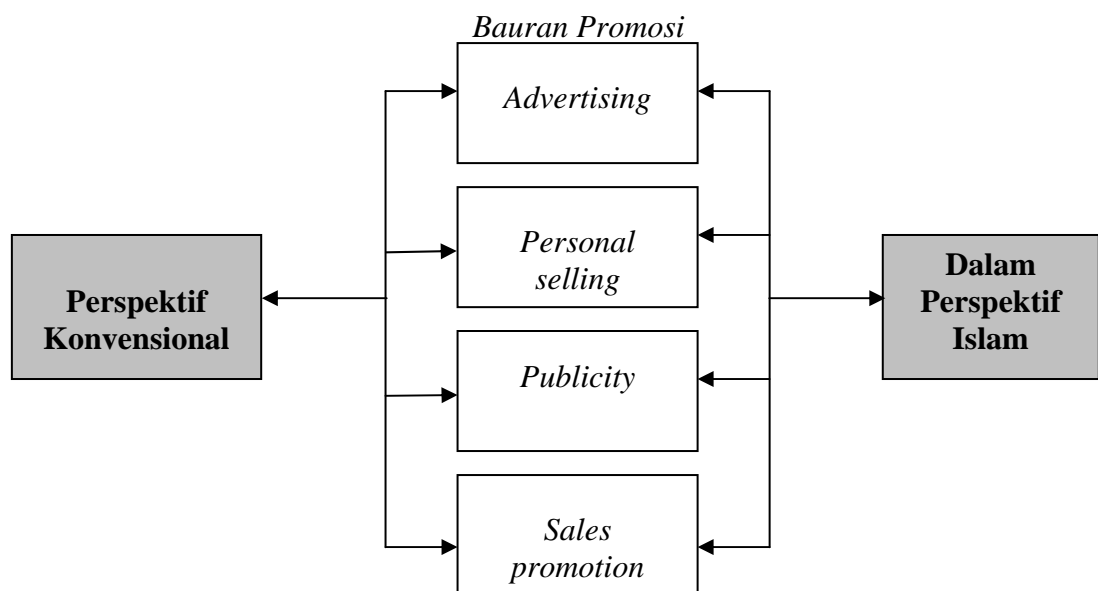 Bauran Promosi
Advertising
Personal
selling
Publicity
Sales
promotion
Perspektif
Konvensional
Dalam
Perspektif
Islam